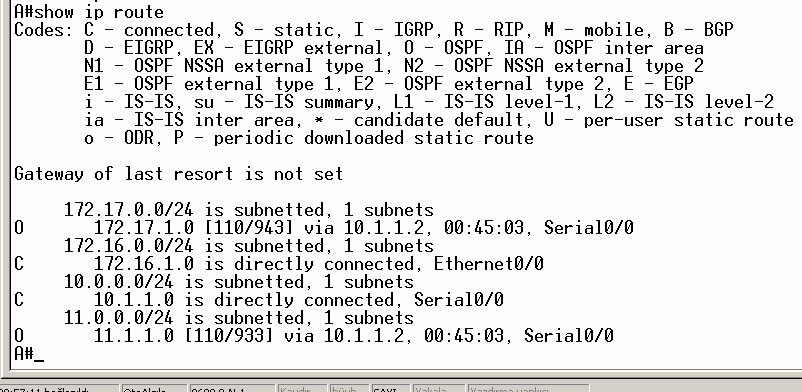 A#show ip route
Codes: C - connected, S - static, I - IGRP, R - RIP, M - mobile, B - BGP
       D - EIGRP, EX - EIGRP external, O - OSPF, IA - OSPF inter area
       N1 - OSPF NSSA external type 1, N2 - OSPF NSSA external type 2
       E1 - OSPF external type 1, E2 - OSPF external type 2, E - EGP
       i - IS-IS, su - IS-IS summary, L1 - IS-IS level-1, L2 - IS-IS level-2
       ia - IS-IS inter area, * - candidate default, U - per-user static route
       o - ODR, P - periodic downloaded static route
Gateway of last resort is not set
     172.17.0.0/24 is subnetted, 1 subnets
O       172.17.1.0 [110/943] via 10.1.1.2, 00:45:03, Serial0/0
     172.16.0.0/24 is subnetted, 1 subnets
C       172.16.1.0 is directly connected, Ethernet0/0
     10.0.0.0/24 is subnetted, 1 subnets
C       10.1.1.0 is directly connected, Serial0/0
     11.0.0.0/24 is subnetted, 1 subnets
O       11.1.1.0 [110/933] via 10.1.1.2, 00:45:03, Serial0/0
A#_